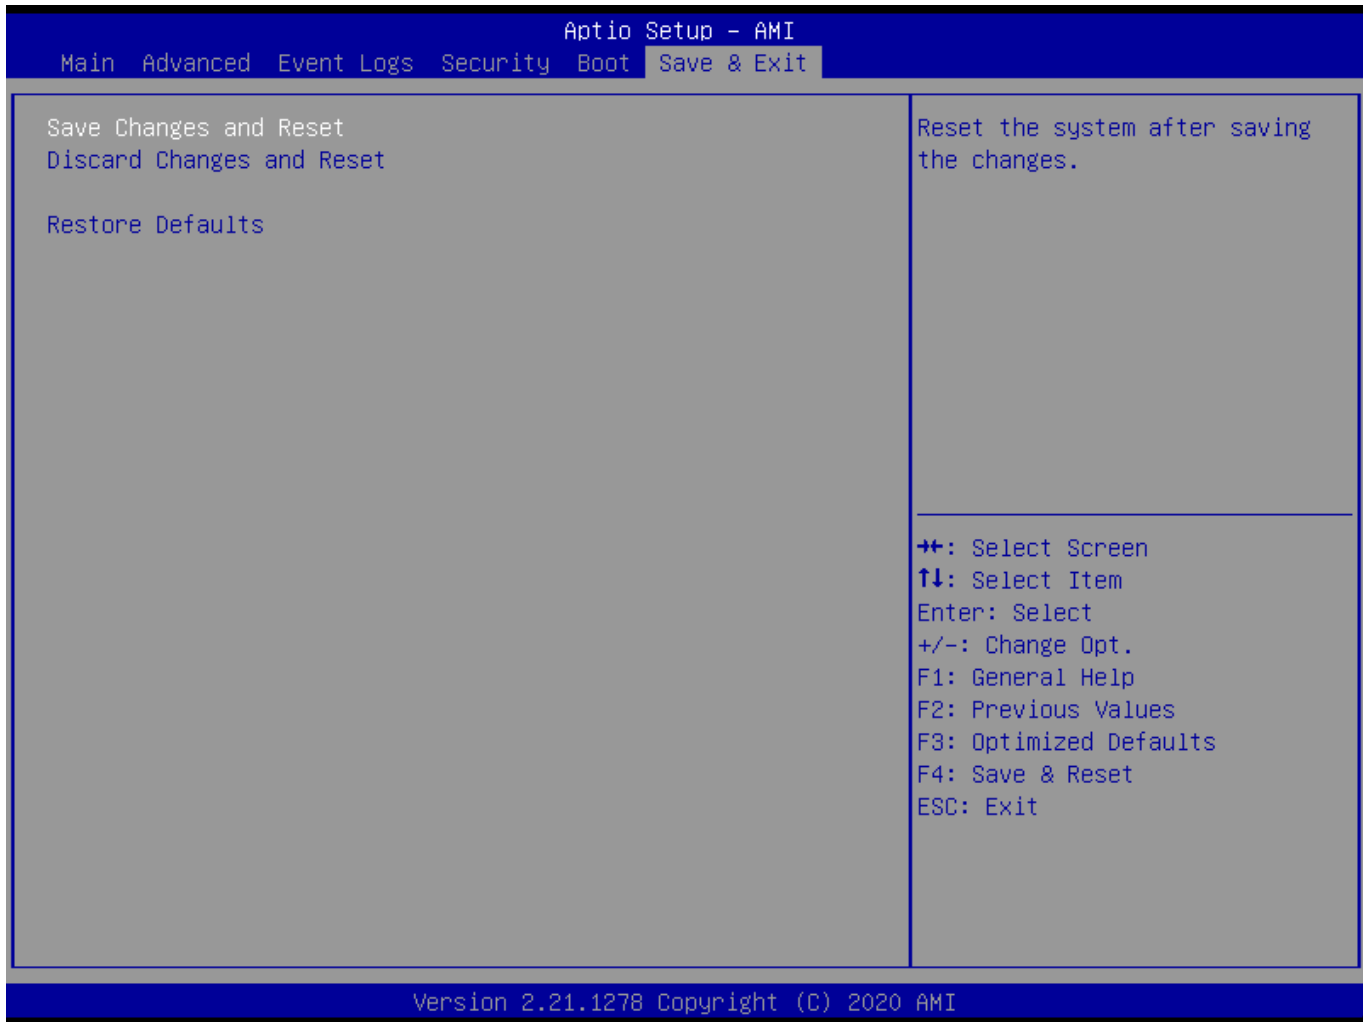 Aptio Setup – AMI
Main Advanced Event Logs Security Boot Save & Exit
Save Changes and Reset
Discard Changes and Reset
Restore Defaults
Reset the system after saving
the changes.
→←: Select Screen
↑↓: Select Item
Enter: Select
+/-: Change Opt.
F1: General Help
F2: Previous Values
F3: Optimized Defaults
F4: Save & Reset
ESC: Exit
Version 2.21.1278 Copyright (C) 2020 AMI